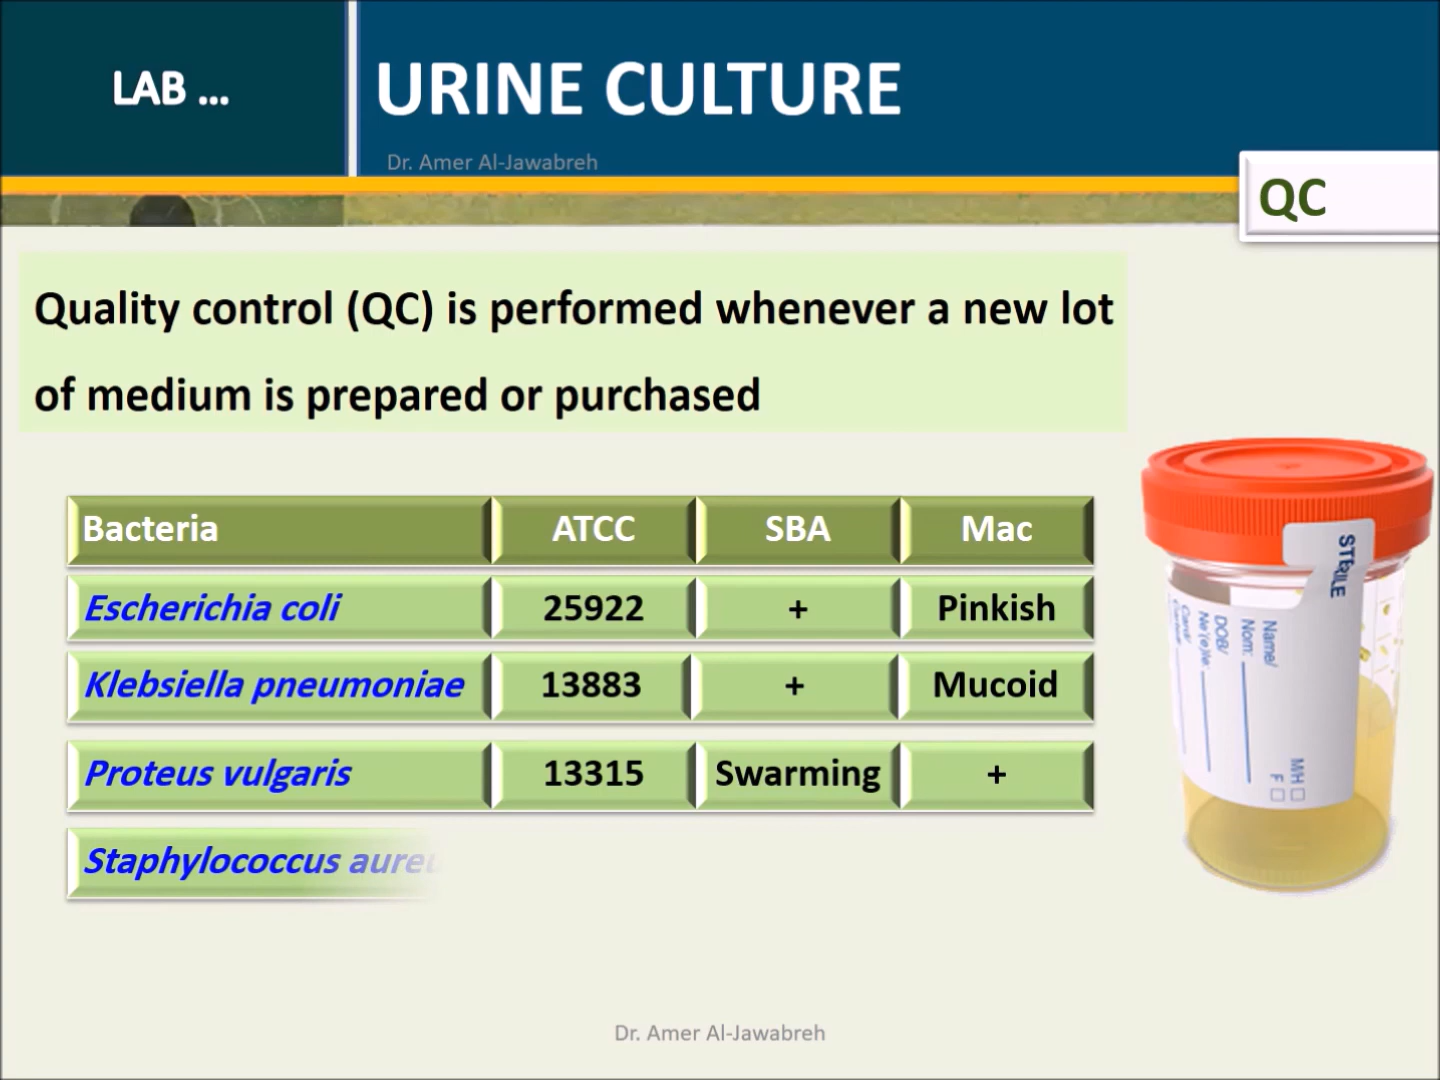 LAB ...
URINE CULTURE
Dr. Amer Al-Jawabreh
QC
Quality control (QC) is performed whenever a new lot
of medium is prepared or purchased
Bacteria ATCC SBA Mac
Escherichia coli 25922 + Pinkish
Klebsiella pneumoniae 13883 + Mucoid
Proteus vulgaris 13315 Swarming +
Staphylococcus aureu
STERILE
Name/
Nom:
DOB/
M/H
F
Dr. Amer Al-Jawabreh